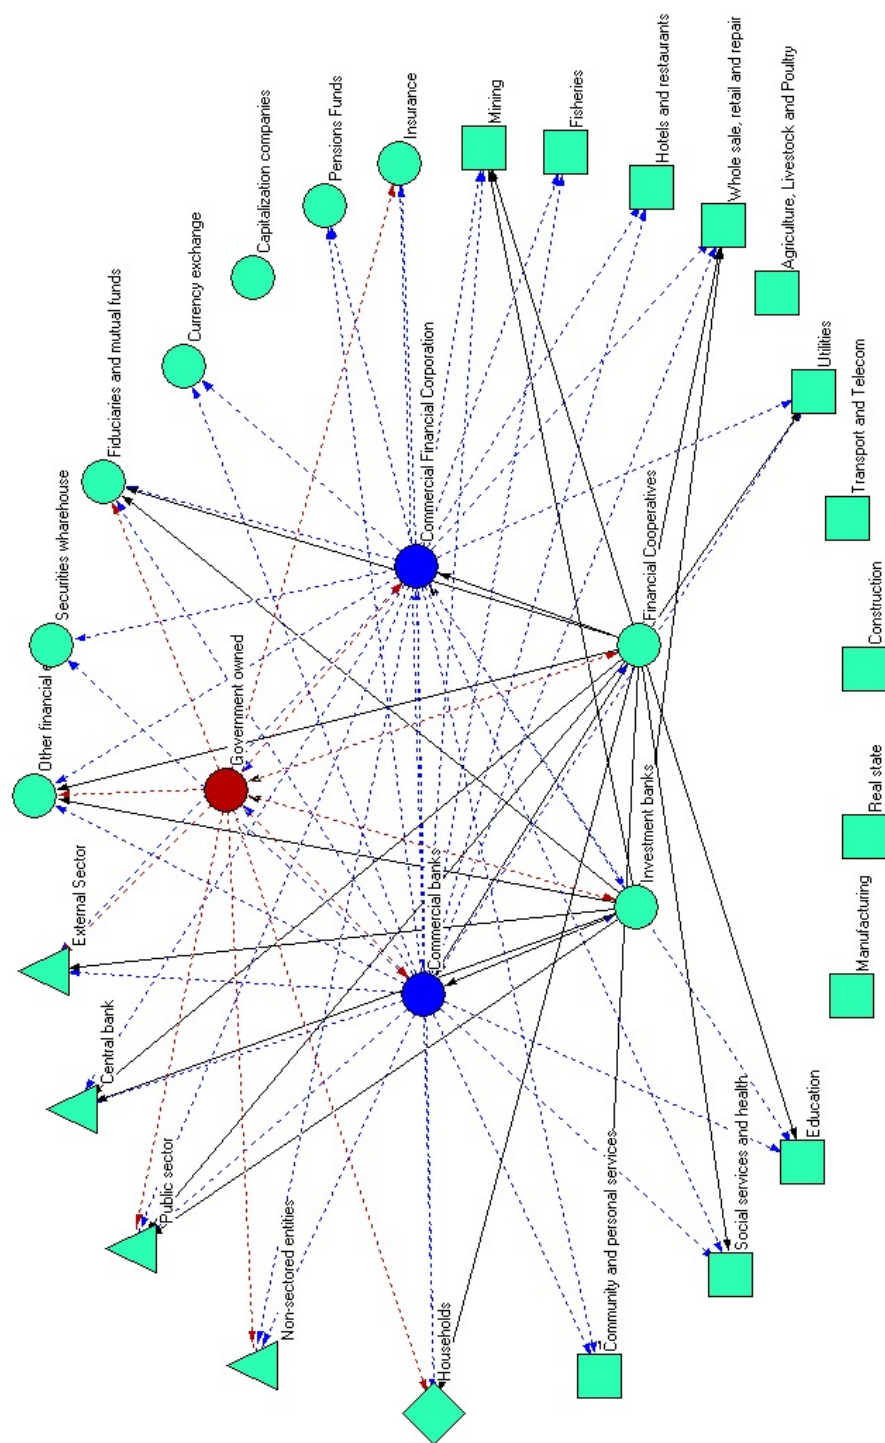 Other financial e
Securities wharehouse
Fiduciaries and mutual funds
Currency exchange
Capitalization companies
Pensions Funds
Insurance
Mining
Fisheries
Hotels and restaurants
Whole sale, retail and repair
Agriculture, Livestock and Poultry
Utilities
Transport and Telecom
Construction
Real state
Manufacturing
Education
Social services and health
Community and personal services
Households
Non-sectored entities
Public sector
Central bank
External Sector
Government owned
Commercial Financial Corporation
Financial Cooperatives
Investment banks
Commercial banks